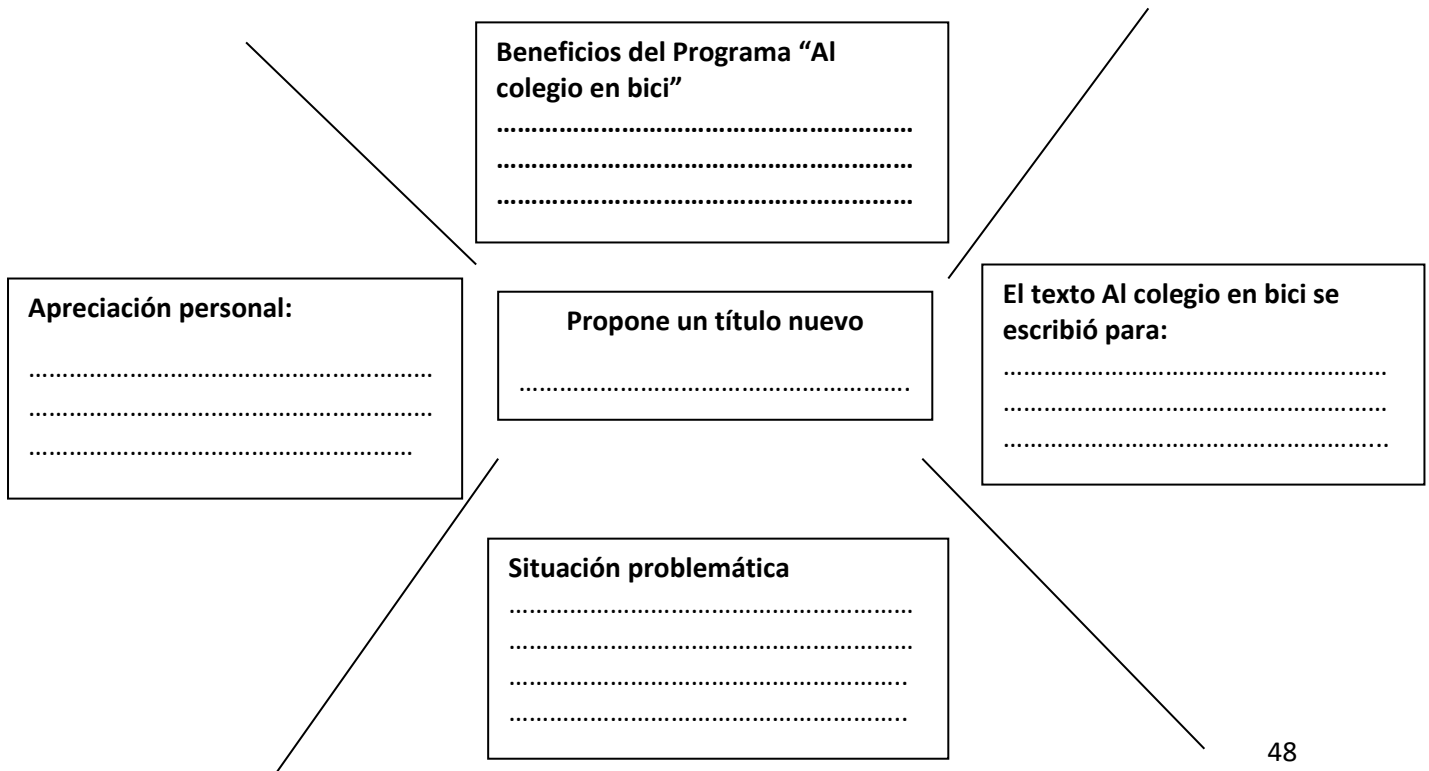 Beneficios del Programa “Al
colegio en bici”
……………………………………………………
……………………………………………………
……………………………………………………
Apreciación personal:
……………………………………………………
……………………………………………………
…………………………………………………
Propone un título nuevo
………………………………………………….
El texto Al colegio en bici se
escribió para:
…………………………………………………
…………………………………………………
………………………………………………...
Situación problemática
……………………………………………………
……………………………………………………
…………………………………………………..
…………………………………………………..
48